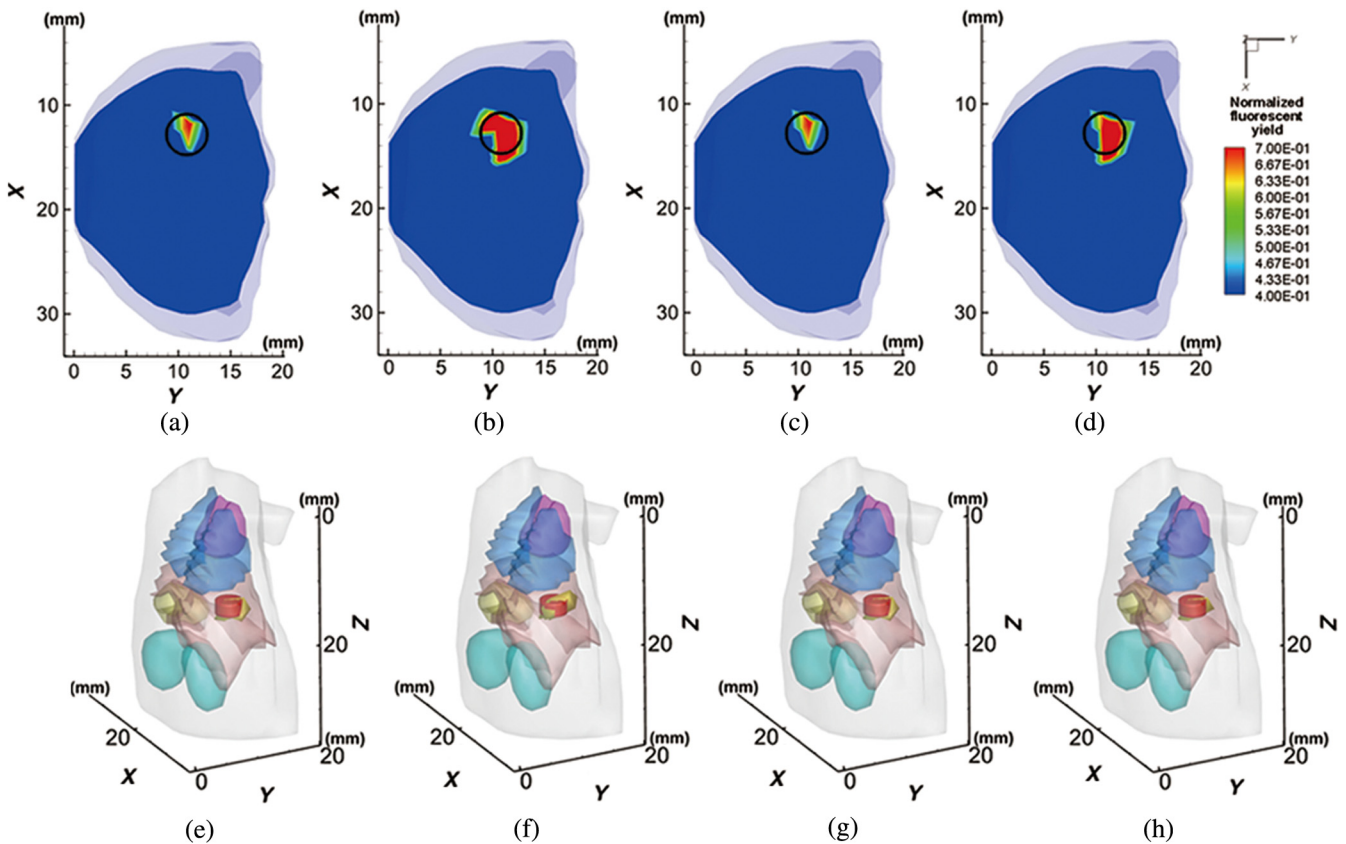 (mm) (mm) (mm) (mm)
Z Y
X
10 10 10 10
X X X X
20 20 20 20
30 30 30 30
(mm) (mm) (mm) (mm)
0 5 10 15 20 0 5 10 15 20 0 5 10 15 20 0 5 10 15 20
Y Y Y Y
Normalized
fluorescent
yield
7.00E-01
6.67E-01
6.33E-01
6.00E-01
5.67E-01
5.33E-01
5.00E-01
4.67E-01
4.33E-01
4.00E-01
(a) (b) (c) (d)
(mm) (mm) (mm) (mm)
0 0 0 0
Z Z Z Z
20 20 20 20
(mm) (mm) (mm) (mm)
20 20 20 20
(mm) (mm) (mm) (mm)
20 20 20 20
X X X X
0 0 0 0
Y Y Y Y
(e) (f) (g) (h)